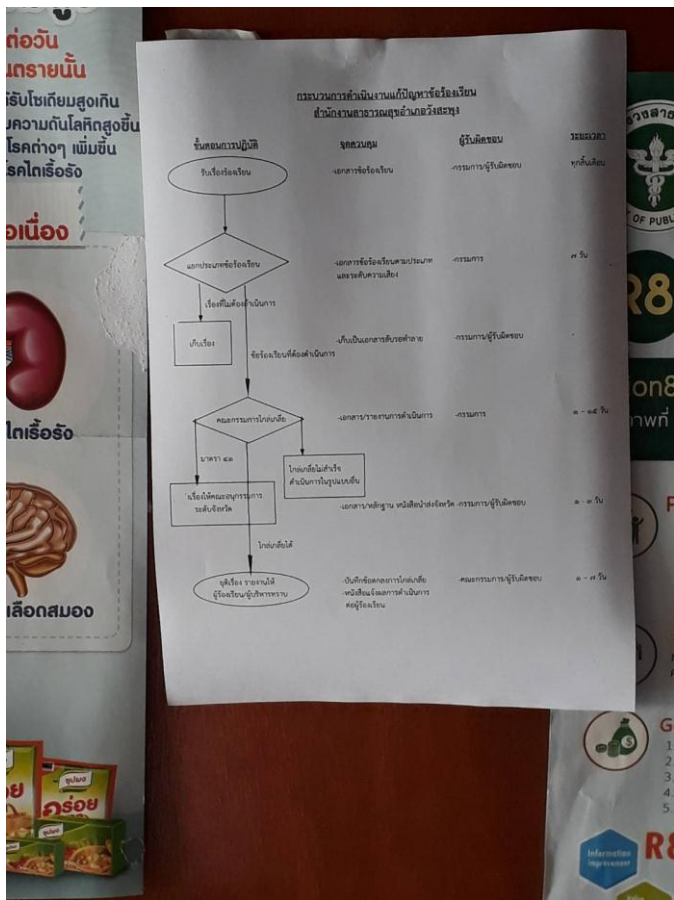 ต่อวัน
ได้รับโซเดียมสูงเกิน
ความดันโลหิตสูงขึ้น
โรคต่างๆ เพิ่มขึ้น
โรคไตเรื้อรัง
ไตเรื้อรัง
กระบวนการดำเนินงานแก้ปัญหาข้อร้องเรียน
สำนักงานสาธารณสุขอำเภอวังสะพุง
ขั้นตอนการปฏิบัติ จุดควบคุม ผู้รับผิดชอบ ระยะเวลา
รับเรื่องร้องเรียน -เอกสารข้อร้องเรียน -กรรมการ/ผู้รับผิดชอบ ทุกสิ้นเดือน
แยกประเภทข้อร้องเรียน -เอกสารข้อร้องเรียนตามประเภท -กรรมการ ๗ วัน
และระดับความเสี่ยง
เรื่องที่ไม่ต้องดำเนินการ
เก็บเรื่อง -เก็บเป็นเอกสารลับรอทำลาย -กรรมการ/ผู้รับผิดชอบ -
ข้อร้องเรียนที่ต้องดำเนินการ
คณะกรรมการไกล่เกลี่ย -เอกสาร/รายงานการดำเนินการ -กรรมการ ๑ - ๑๕ วัน
มาตรา ๔๑
ไกล่เกลี่ยไม่สำเร็จ
ดำเนินการในรูปแบบอื่น
เรื่องให้คณะอนุกรรมการ
ระดับจังหวัด
-เอกสาร/หลักฐาน หนังสือนำส่งจังหวัด -กรรมการ/ผู้รับผิดชอบ ๑ - ๓ วัน
ไกล่เกลี่ยได้
ยุติเรื่อง รายงานให้ -บันทึกข้อตกลงการไกล่เกลี่ย -คณะกรรมการ/ผู้รับผิดชอบ ๑ - ๗ วัน
ผู้ร้องเรียน/ผู้บริหารทราบ -หนังสือแจ้งผลการดำเนินการ
ต่อผู้ร้องเรียน
OF PUBL
R8
ion8
1.
2.
3.
4.
5.
Information
improvement
R8